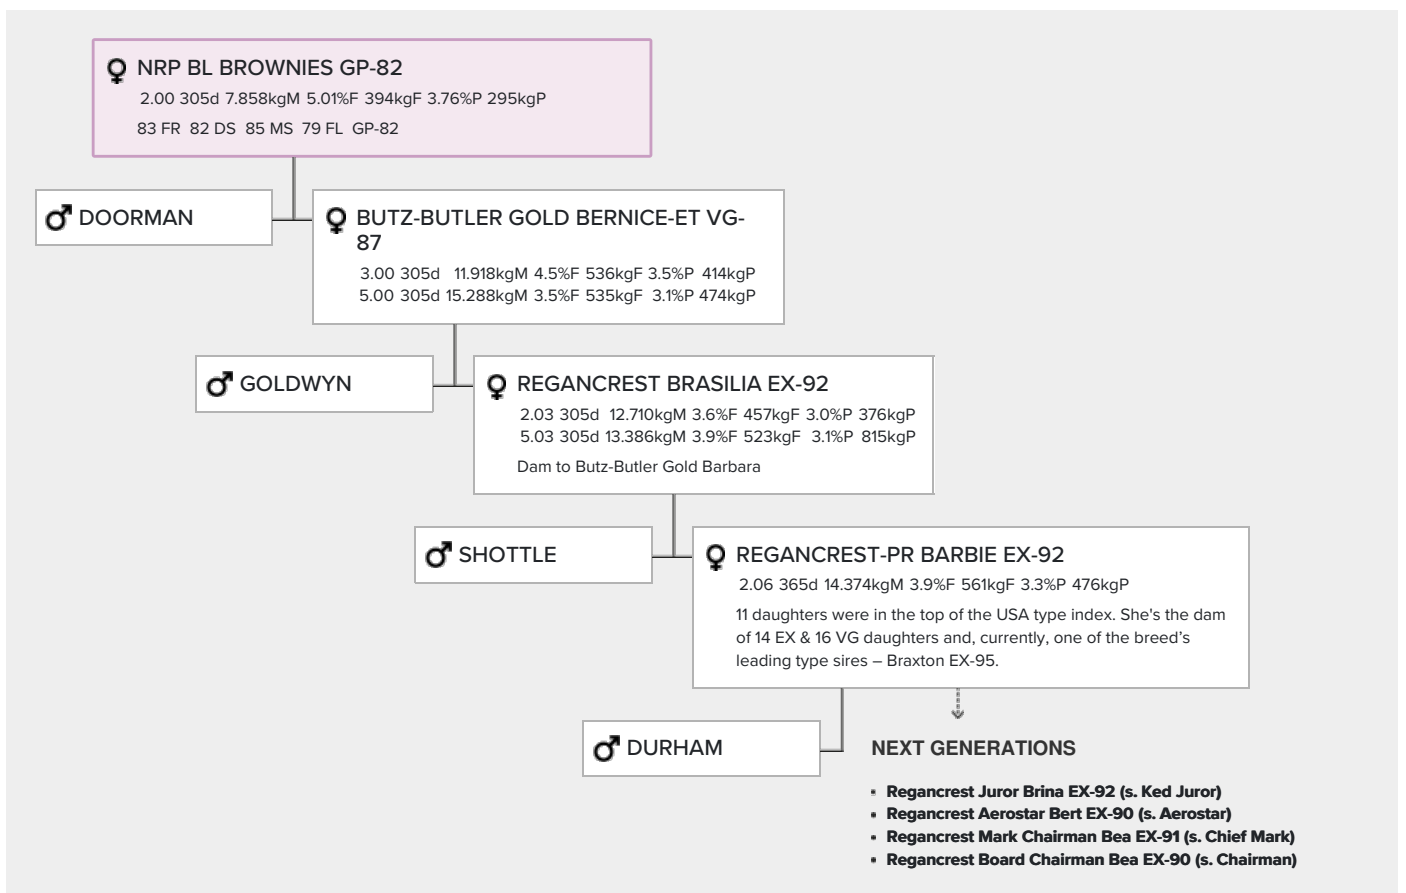 NRP BL BROWNIES GP-82
2.00 305d 7.858kgM 5.01%F 394kgF 3.76%P 295kgP
83 FR 82 DS 85 MS 79 FL GP-82
DOORMAN
BUTZ-BUTLER GOLD BERNICE-ET VG-
87
3.00 305d 11.918kgM 4.5%F 536kgF 3.5%P 414kgP
5.00 305d 15.288kgM 3.5%F 535kgF 3.1%P 474kgP
GOLDWYN
REGANCREST BRASILIA EX-92
2.03 305d 12.710kgM 3.6%F 457kgF 3.0%P 376kgP
5.03 305d 13.386kgM 3.9%F 523kgF 3.1%P 815kgP
Dam to Butz-Butler Gold Barbara
SHOTTLE
REGANCREST-PR BARBIE EX-92
2.06 365d 14.374kgM 3.9%F 561kgF 3.3%P 476kgP
11 daughters were in the top of the USA type index. She's the dam
of 14 EX & 16 VG daughters and, currently, one of the breed’s
leading type sires – Braxton EX-95.
DURHAM
NEXT GENERATIONS
▪ Regancrest Juror Brina EX-92 (s. Ked Juror)
▪ Regancrest Aerostar Bert EX-90 (s. Aerostar)
▪ Regancrest Mark Chairman Bea EX-91 (s. Chief Mark)
▪ Regancrest Board Chairman Bea EX-90 (s. Chairman)